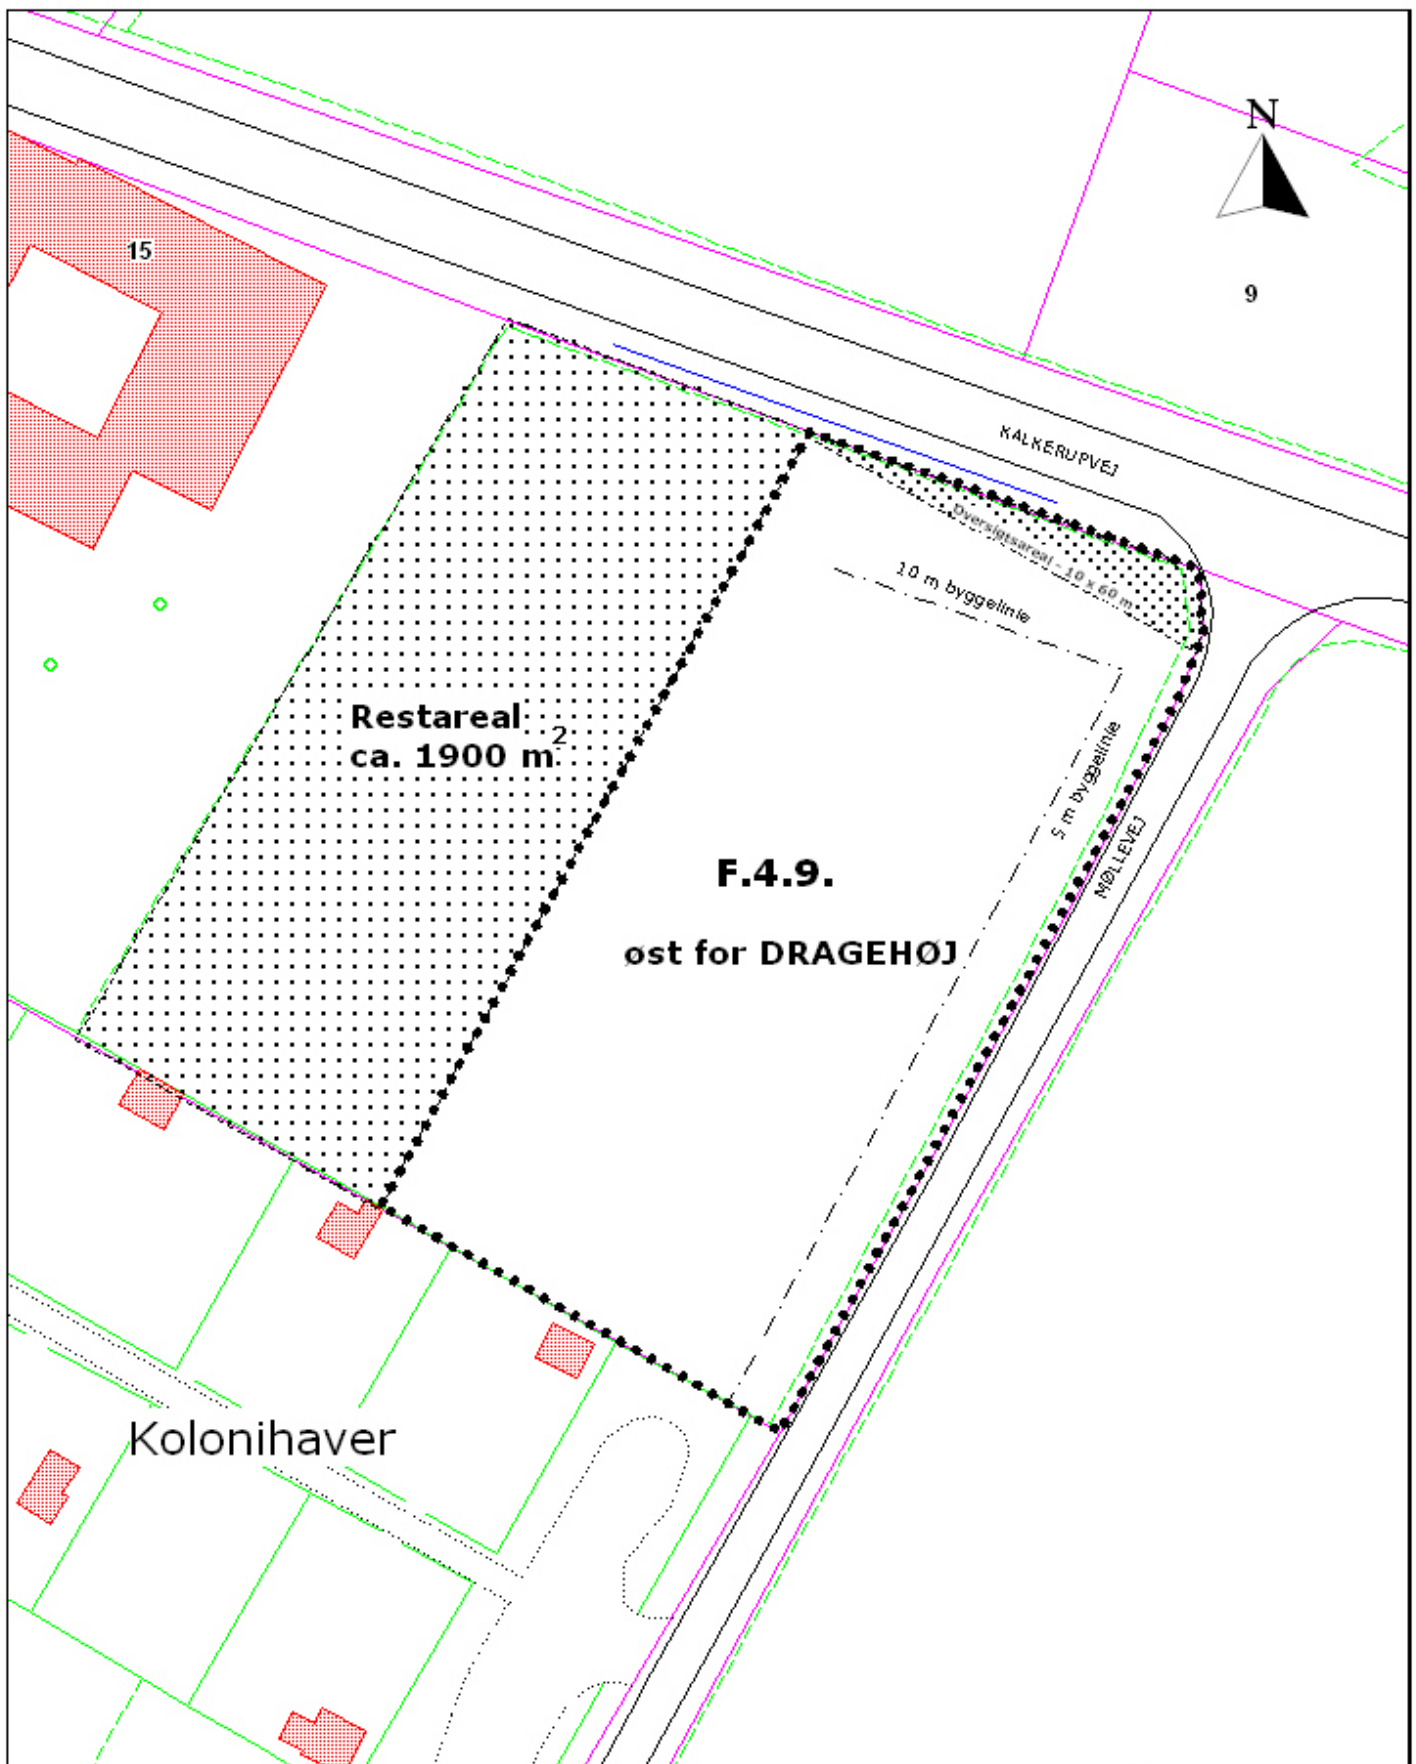 N
15
9
KALKERUPVEJ
Oversigtsareal - 10 x 60 m
10 m byggelinie
Restareal
ca. 1900 m2
5 m byggelinie
MØLLEVEJ
F.4.9.
øst for DRAGEHØJ
Kolonihaver